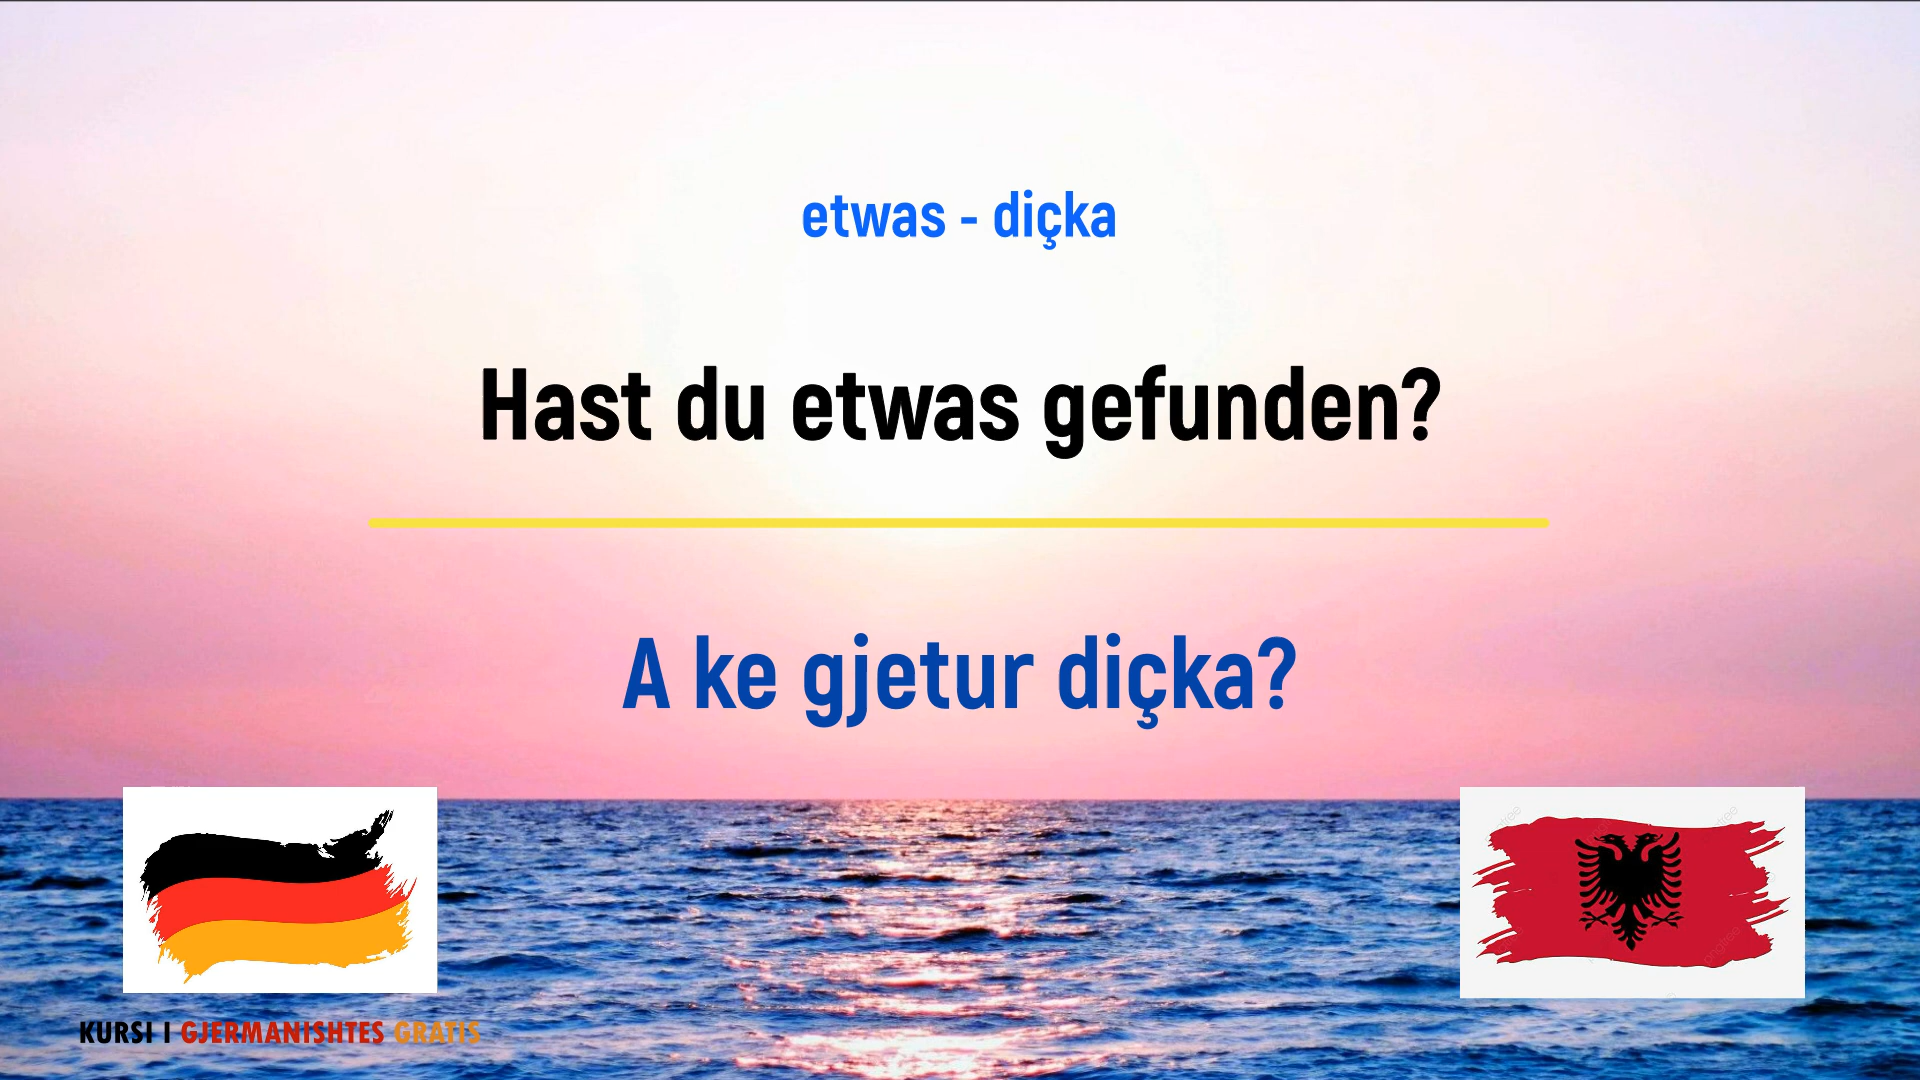 etwas - diçka
Hast du etwas gefunden?
A ke gjetur diçka?
KURSI I GJERMANISHTES GRATIS